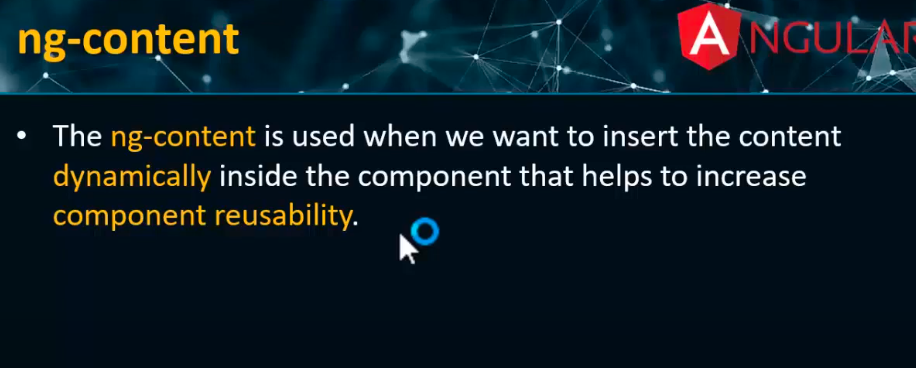 ng-content
ANGULAR
• The ng-content is used when we want to insert the content
dynamically inside the component that helps to increase
component reusability.